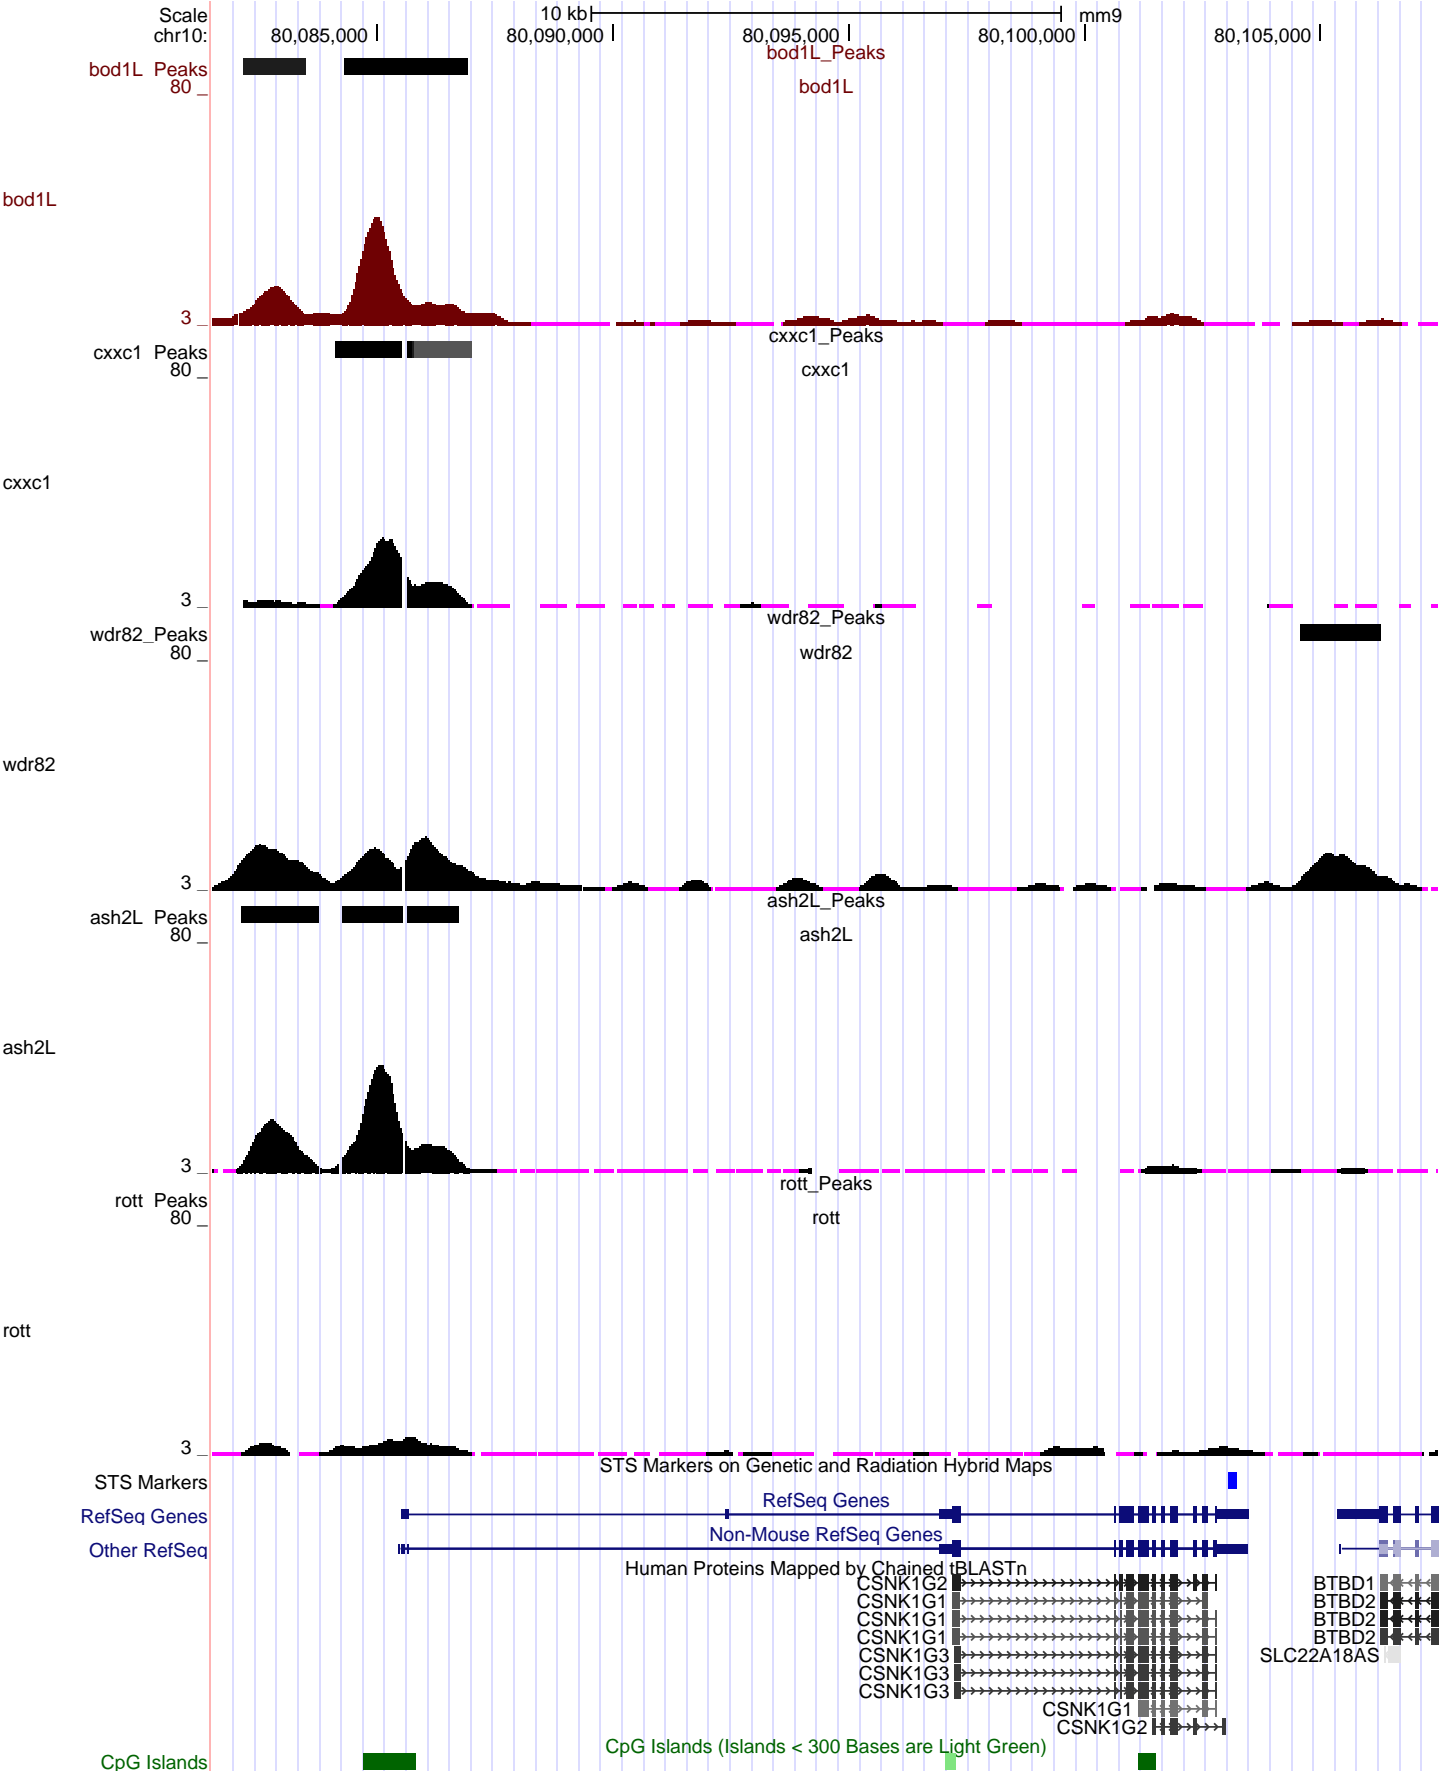 Scale 10 kb mm9
chr10: 80,085,000 80,090,000 80,095,000 80,100,000 80,105,000
bod1L_Peaks
bod1L Peaks
80 bod1L
bod1L
3
cxxc1_Peaks
cxxc1 Peaks
80 cxxc1
cxxc1
3
wdr82_Peaks
wdr82_Peaks
80 wdr82
wdr82
3
ash2L_Peaks
ash2L Peaks
80 ash2L
ash2L
3
rott_Peaks
rott Peaks
80 rott
rott
3
STS Markers on Genetic and Radiation Hybrid Maps
STS Markers
RefSeq Genes
RefSeq Genes
Non-Mouse RefSeq Genes
Other RefSeq
Human Proteins Mapped by Chained tBLASTn
CSNK1G2 BTBD1
CSNK1G1 BTBD2
CSNK1G1 BTBD2
CSNK1G1 BTBD2
CSNK1G3 SLC22A18AS
CSNK1G3
CSNK1G3
CSNK1G1
CSNK1G2
CpG Islands (Islands < 300 Bases are Light Green)
CpG Islands